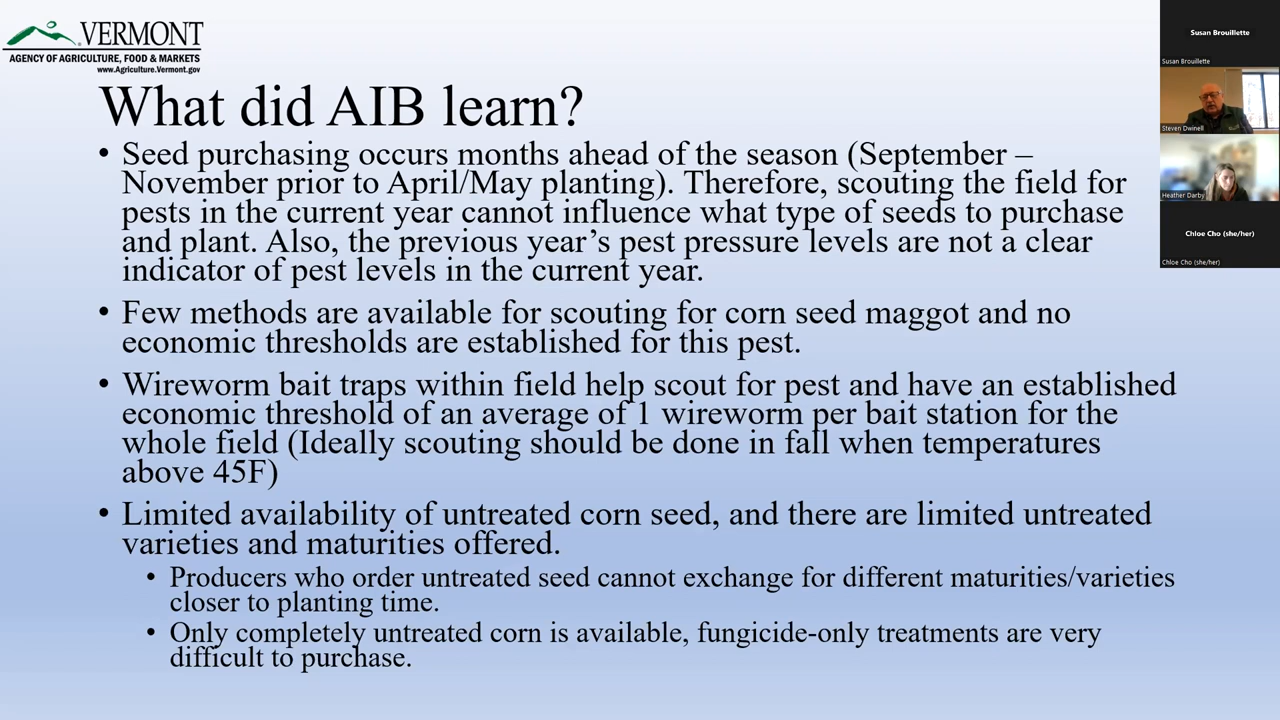 VERMONT
AGENCY OF AGRICULTURE, FOOD & MARKETS
www.Agriculture.Vermont.gov
What did AIB learn?
• Seed purchasing occurs months ahead of the season (September –
November prior to April/May planting). Therefore, scouting the field for
pests in the current year cannot influence what type of seeds to purchase
and plant. Also, the previous year’s pest pressure levels are not a clear
indicator of pest levels in the current year.
• Few methods are available for scouting for corn seed maggot and no
economic thresholds are established for this pest.
• Wireworm bait traps within field help scout for pest and have an established
economic threshold of an average of 1 wireworm per bait station for the
whole field (Ideally scouting should be done in fall when temperatures
above 45F)
• Limited availability of untreated corn seed, and there are limited untreated
varieties and maturities offered.
• Producers who order untreated seed cannot exchange for different maturities/varieties
closer to planting time.
• Only completely untreated corn is available, fungicide-only treatments are very
difficult to purchase.
Susan Brouillette
Susan Brouillette
Steven Dwinell
Heather Darby
Chloe Cho (she/her)
Chloe Cho (she/her)